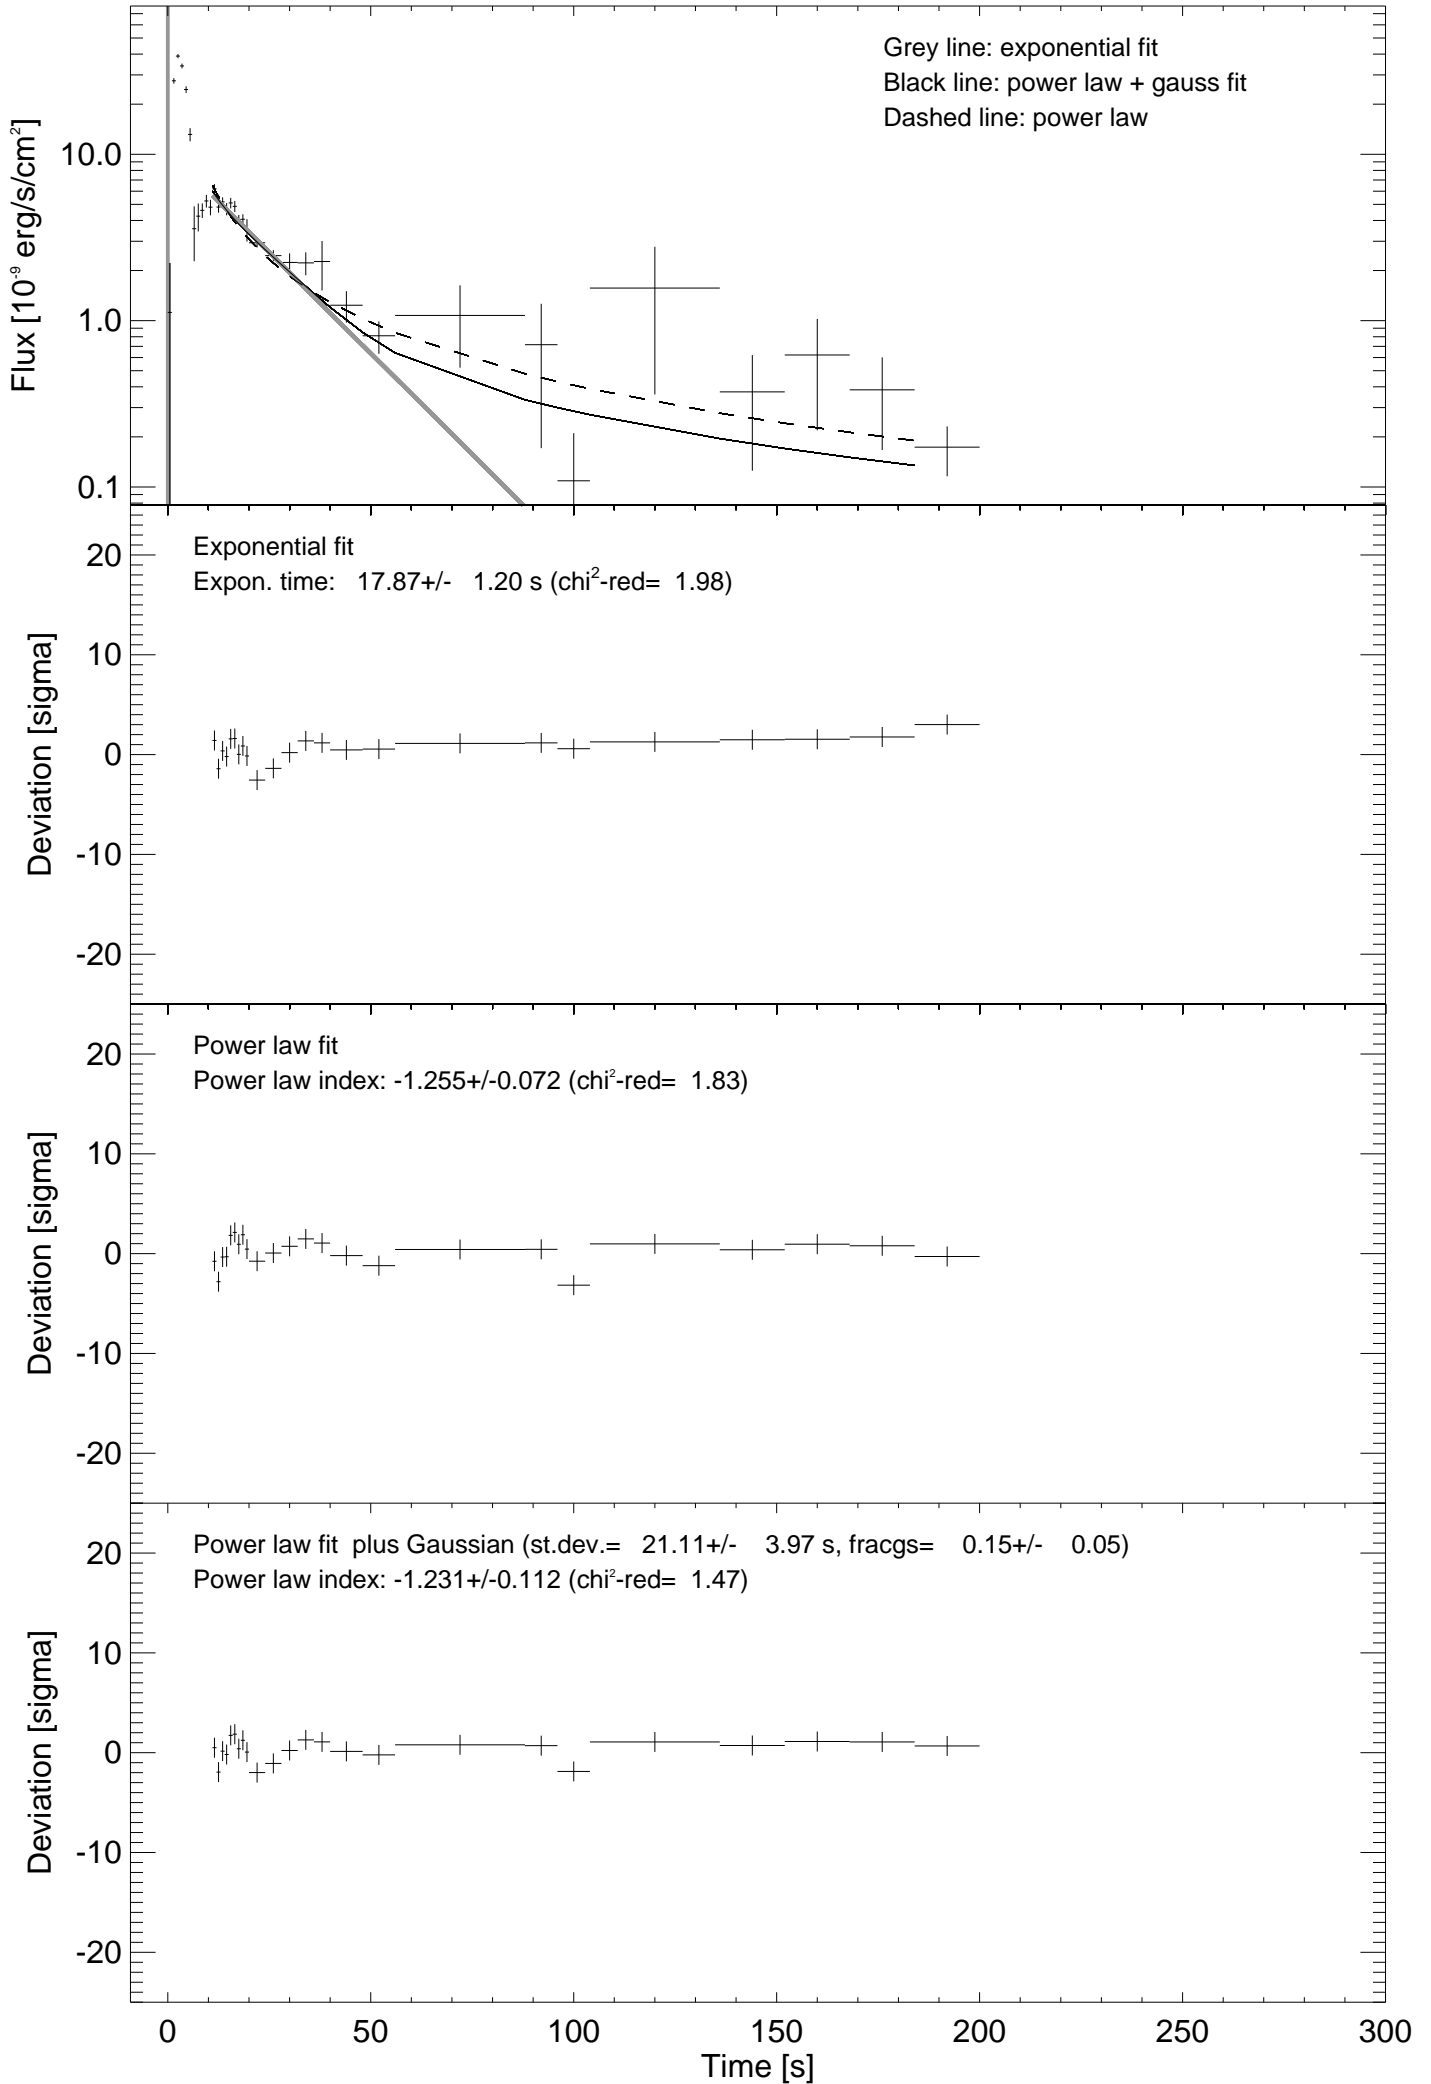 Grey line: exponential fit
Black line: power law + gauss fit
Dashed line: power law
Flux [10⁻⁹ erg/s/cm²]
10.0
1.0
0.1
Exponential fit
Expon. time: 17.87+/- 1.20 s (chi²-red= 1.98)
Deviation [sigma]
20
10
0
-10
-20
Power law fit
Power law index: -1.255+/-0.072 (chi²-red= 1.83)
Deviation [sigma]
20
10
0
-10
-20
Power law fit plus Gaussian (st.dev.= 21.11+/- 3.97 s, fracgs= 0.15+/- 0.05)
Power law index: -1.231+/-0.112 (chi²-red= 1.47)
Deviation [sigma]
20
10
0
-10
-20
0 50 100 150 200 250 300
Time [s]